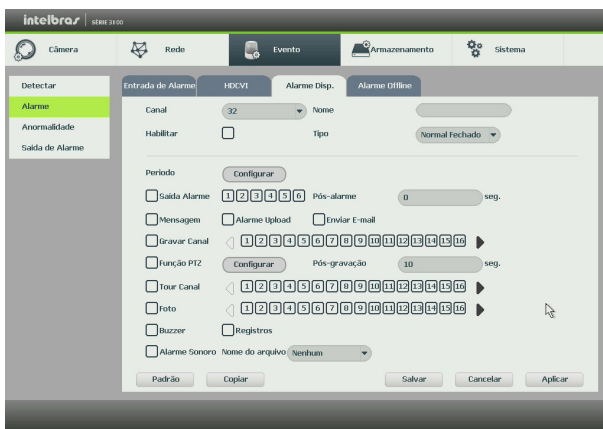 intelbras SÉRIE 3100
Câmera Rede Evento Armazenamento Sistema
Detectar
Alarme
Anormalidade
Saída de Alarme
Entrada de Alarme HDCVI Alarme Disp. Alarme Offline
Canal 32 Nome
Habilitar Tipo Normal Fechado
Período Configurar
Saída Alarme 1 2 3 4 5 6 Pós-alarme 0 seg.
Mensagem Alarme Upload Enviar E-mail
Gravar Canal 1 2 3 4 5 6 7 8 9 10 11 12 13 14 15 16
Função PTZ Configurar Pós-gravação 10 seg.
Tour Canal 1 2 3 4 5 6 7 8 9 10 11 12 13 14 15 16
Foto 1 2 3 4 5 6 7 8 9 10 11 12 13 14 15 16
Buzzer Registros
Alarme Sonoro Nome do arquivo Nenhum
Padrão Copiar Salvar Cancelar Aplicar